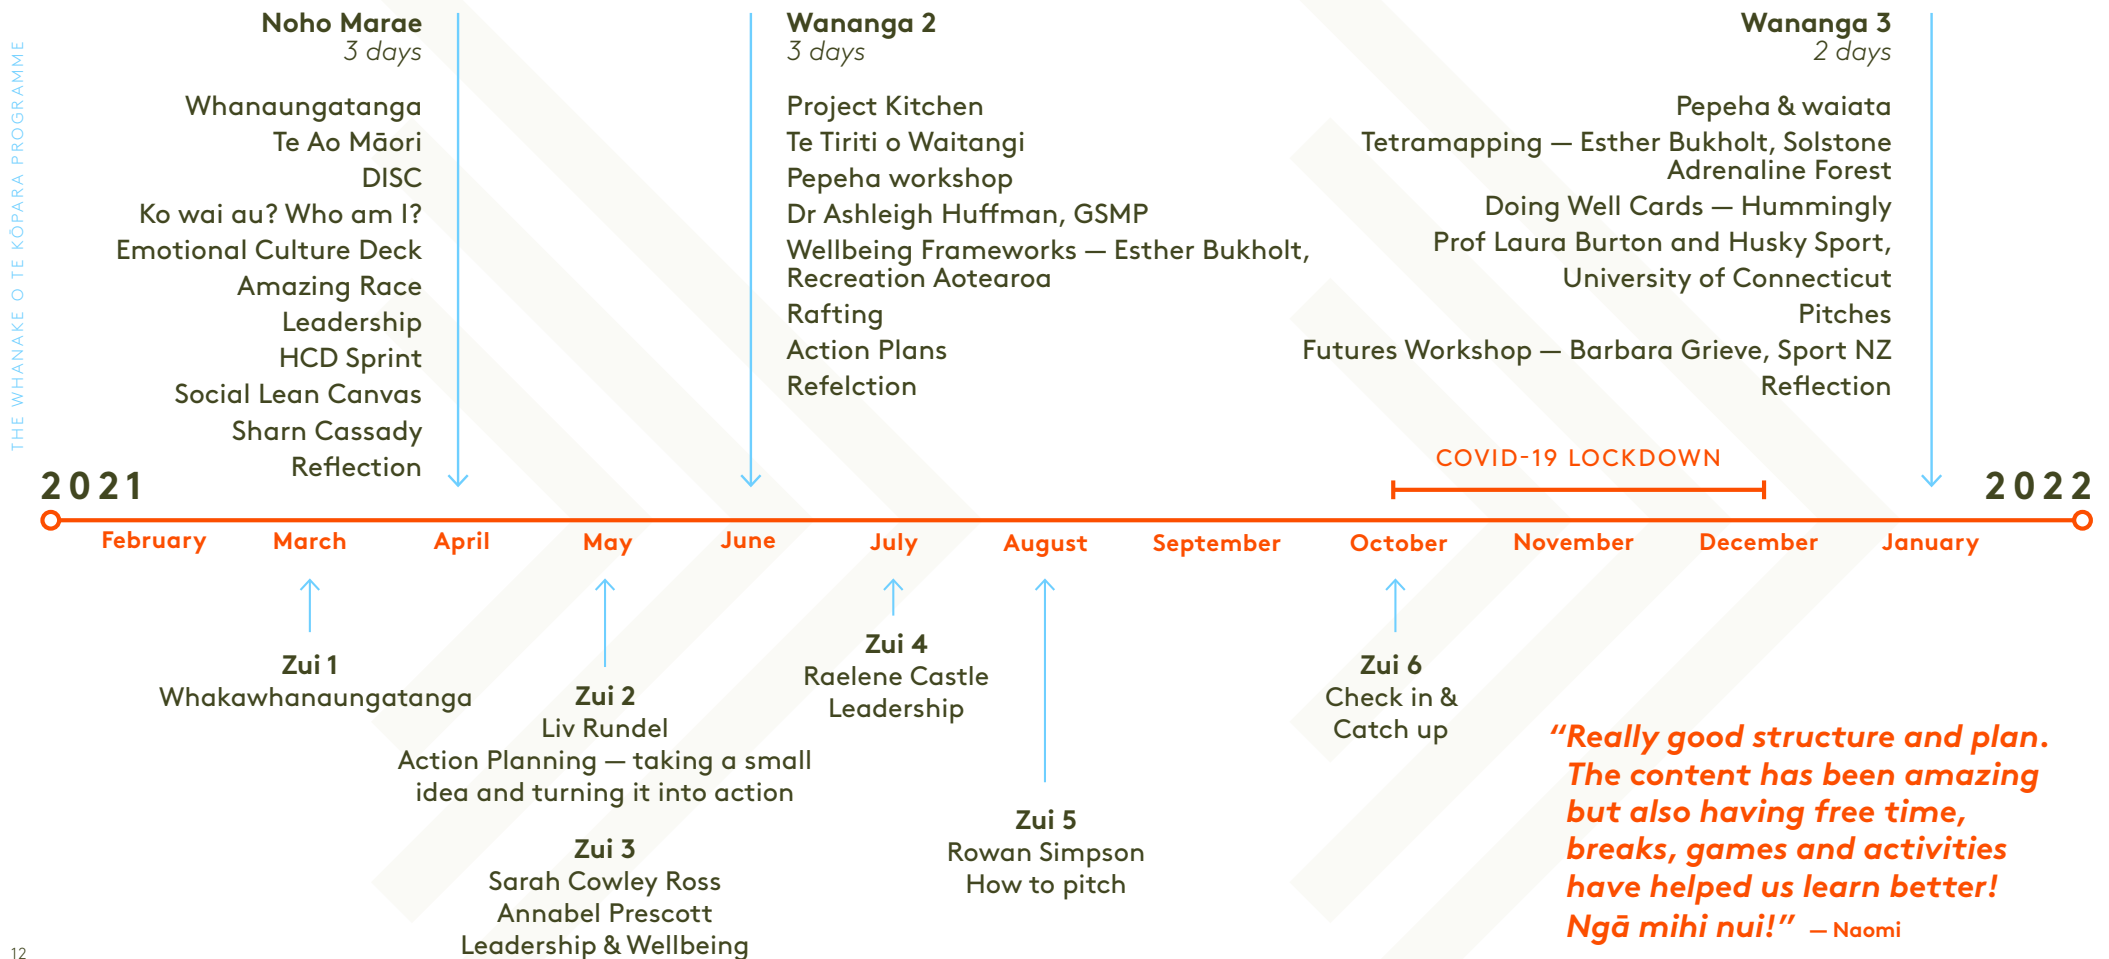 THE WHANAKE O TE KŌPARA PROGRAMME
Noho Marae
3 days
Whanaungatanga
Te Ao Māori
DISC
Ko wai au? Who am I?
Emotional Culture Deck
Amazing Race
Leadership
HCD Sprint
Social Lean Canvas
Sharn Cassady
Reflection
Wananga 2
3 days
Project Kitchen
Te Tiriti o Waitangi
Pepeha workshop
Dr Ashleigh Huffman, GSMP
Wellbeing Frameworks — Esther Bukholt,
Recreation Aotearoa
Rafting
Action Plans
Refelction
Wananga 3
2 days
Pepeha & waiata
Tetramapping — Esther Bukholt, Solstone
Adrenaline Forest
Doing Well Cards — Hummingly
Prof Laura Burton and Husky Sport,
University of Connecticut
Pitches
Futures Workshop — Barbara Grieve, Sport NZ
Reflection
COVID-19 LOCKDOWN
2021
2022
February
March
April
May
June
July
August
September
October
November
December
January
Zui 1
Whakawhanaungatanga
Zui 2
Liv Rundel
Action Planning — taking a small
idea and turning it into action
Zui 3
Sarah Cowley Ross
Annabel Prescott
Leadership & Wellbeing
Zui 4
Raelene Castle
Leadership
Zui 5
Rowan Simpson
How to pitch
Zui 6
Check in &
Catch up
“Really good structure and plan.
The content has been amazing
but also having free time,
breaks, games and activities
have helped us learn better!
Ngā mihi nui!” — Naomi
12